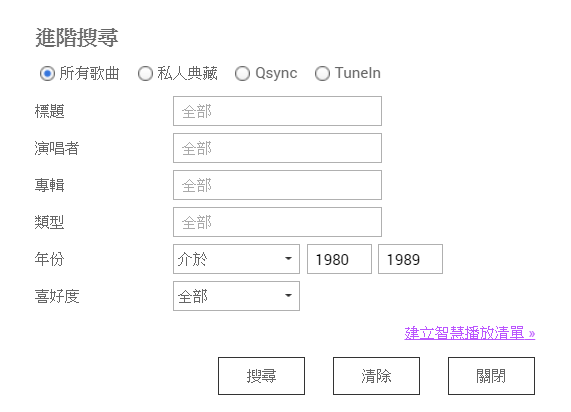 進階搜尋
所有歌曲 私人典藏 Qsync TuneIn
標題 全部
演唱者 全部
專輯 全部
類型 全部
年份 介於 1980 1989
喜好度 全部
建立智慧播放清單 »
搜尋 清除 關閉